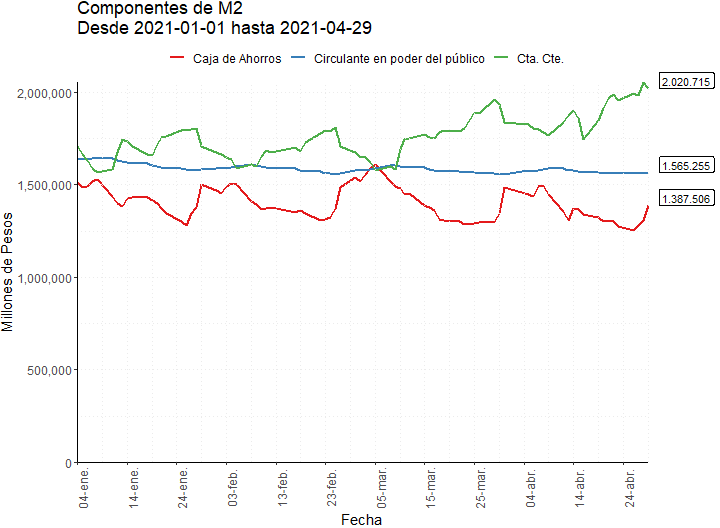 Componentes de M2
Desde 2021-01-01 hasta 2021-04-29
Caja de Ahorros Circulante en poder del público Cta. Cte.
2,000,000
1,500,000
1,000,000
500,000
0
Millones de Pesos
2.020.715
1.565.255
1.387.506
04-ene.
14-ene.
24-ene.
03-feb.
13-feb.
23-feb.
05-mar.
15-mar.
25-mar.
04-abr.
14-abr.
24-abr.
Fecha